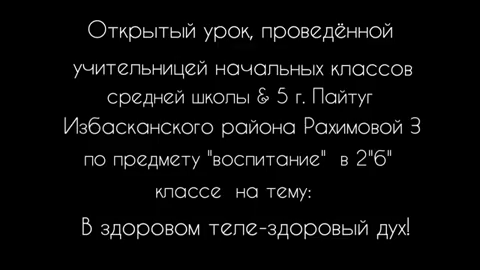 Открытый урок, проведённой
учительницей начальных классов
средней школы & 5 г. Пайтуг
Избасканского района Рахимовой З
по предмету "воспитание" в 2"б"
классе на тему:
В здоровом теле-здоровый дух!